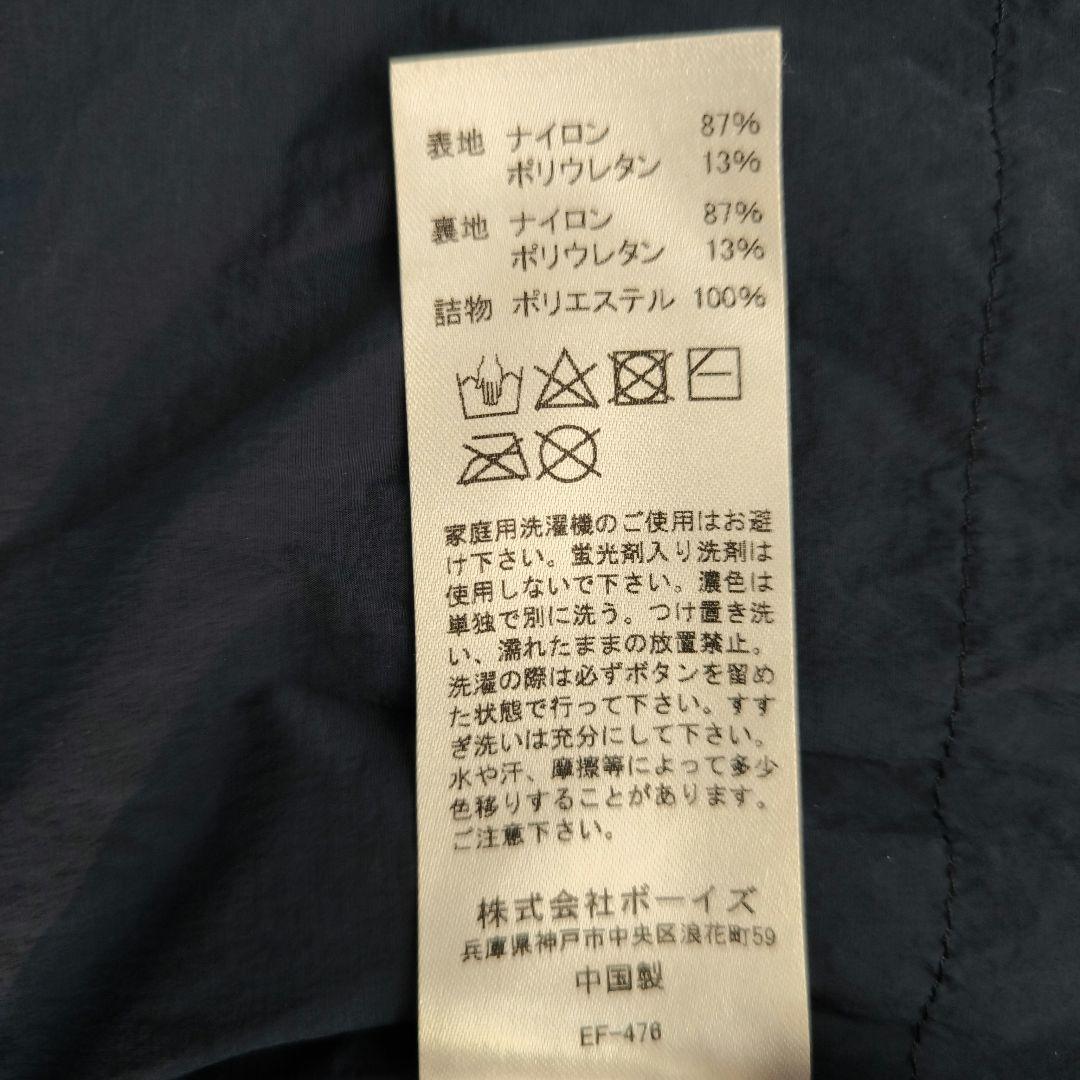 表地 ナイロン 87%
ポリウレタン 13%
裏地 ナイロン 87%
ポリウレタン 13%
詰物 ポリエステル 100%
家庭用洗濯機のご使用はお避
け下さい。蛍光剤入り洗剤は
使用しないで下さい。濃色は
単独で別に洗う。つけ置き洗
い、濡れたままの放置禁止。
洗濯の際は必ずボタンを留め
た状態で行って下さい。すす
ぎ洗いは充分にして下さい。
水や汗、摩擦等によって多少
色移りすることがあります。
ご注意下さい。
株式会社ボーイズ
兵庫県神戸市中央区浪花町59
中国製
EF-476